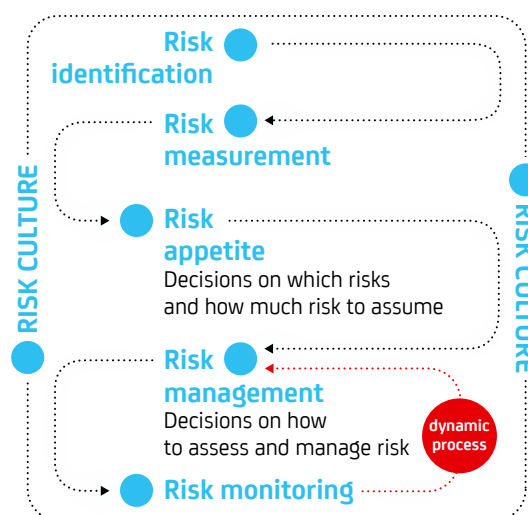 Risk
identification
Risk
measurement
Risk
appetite
Decisions on which risks
and how much risk to assume
Risk
management
Decisions on how
to assess and manage risk
Risk monitoring
dynamic
process
RISK CULTURE
RISK CULTURE